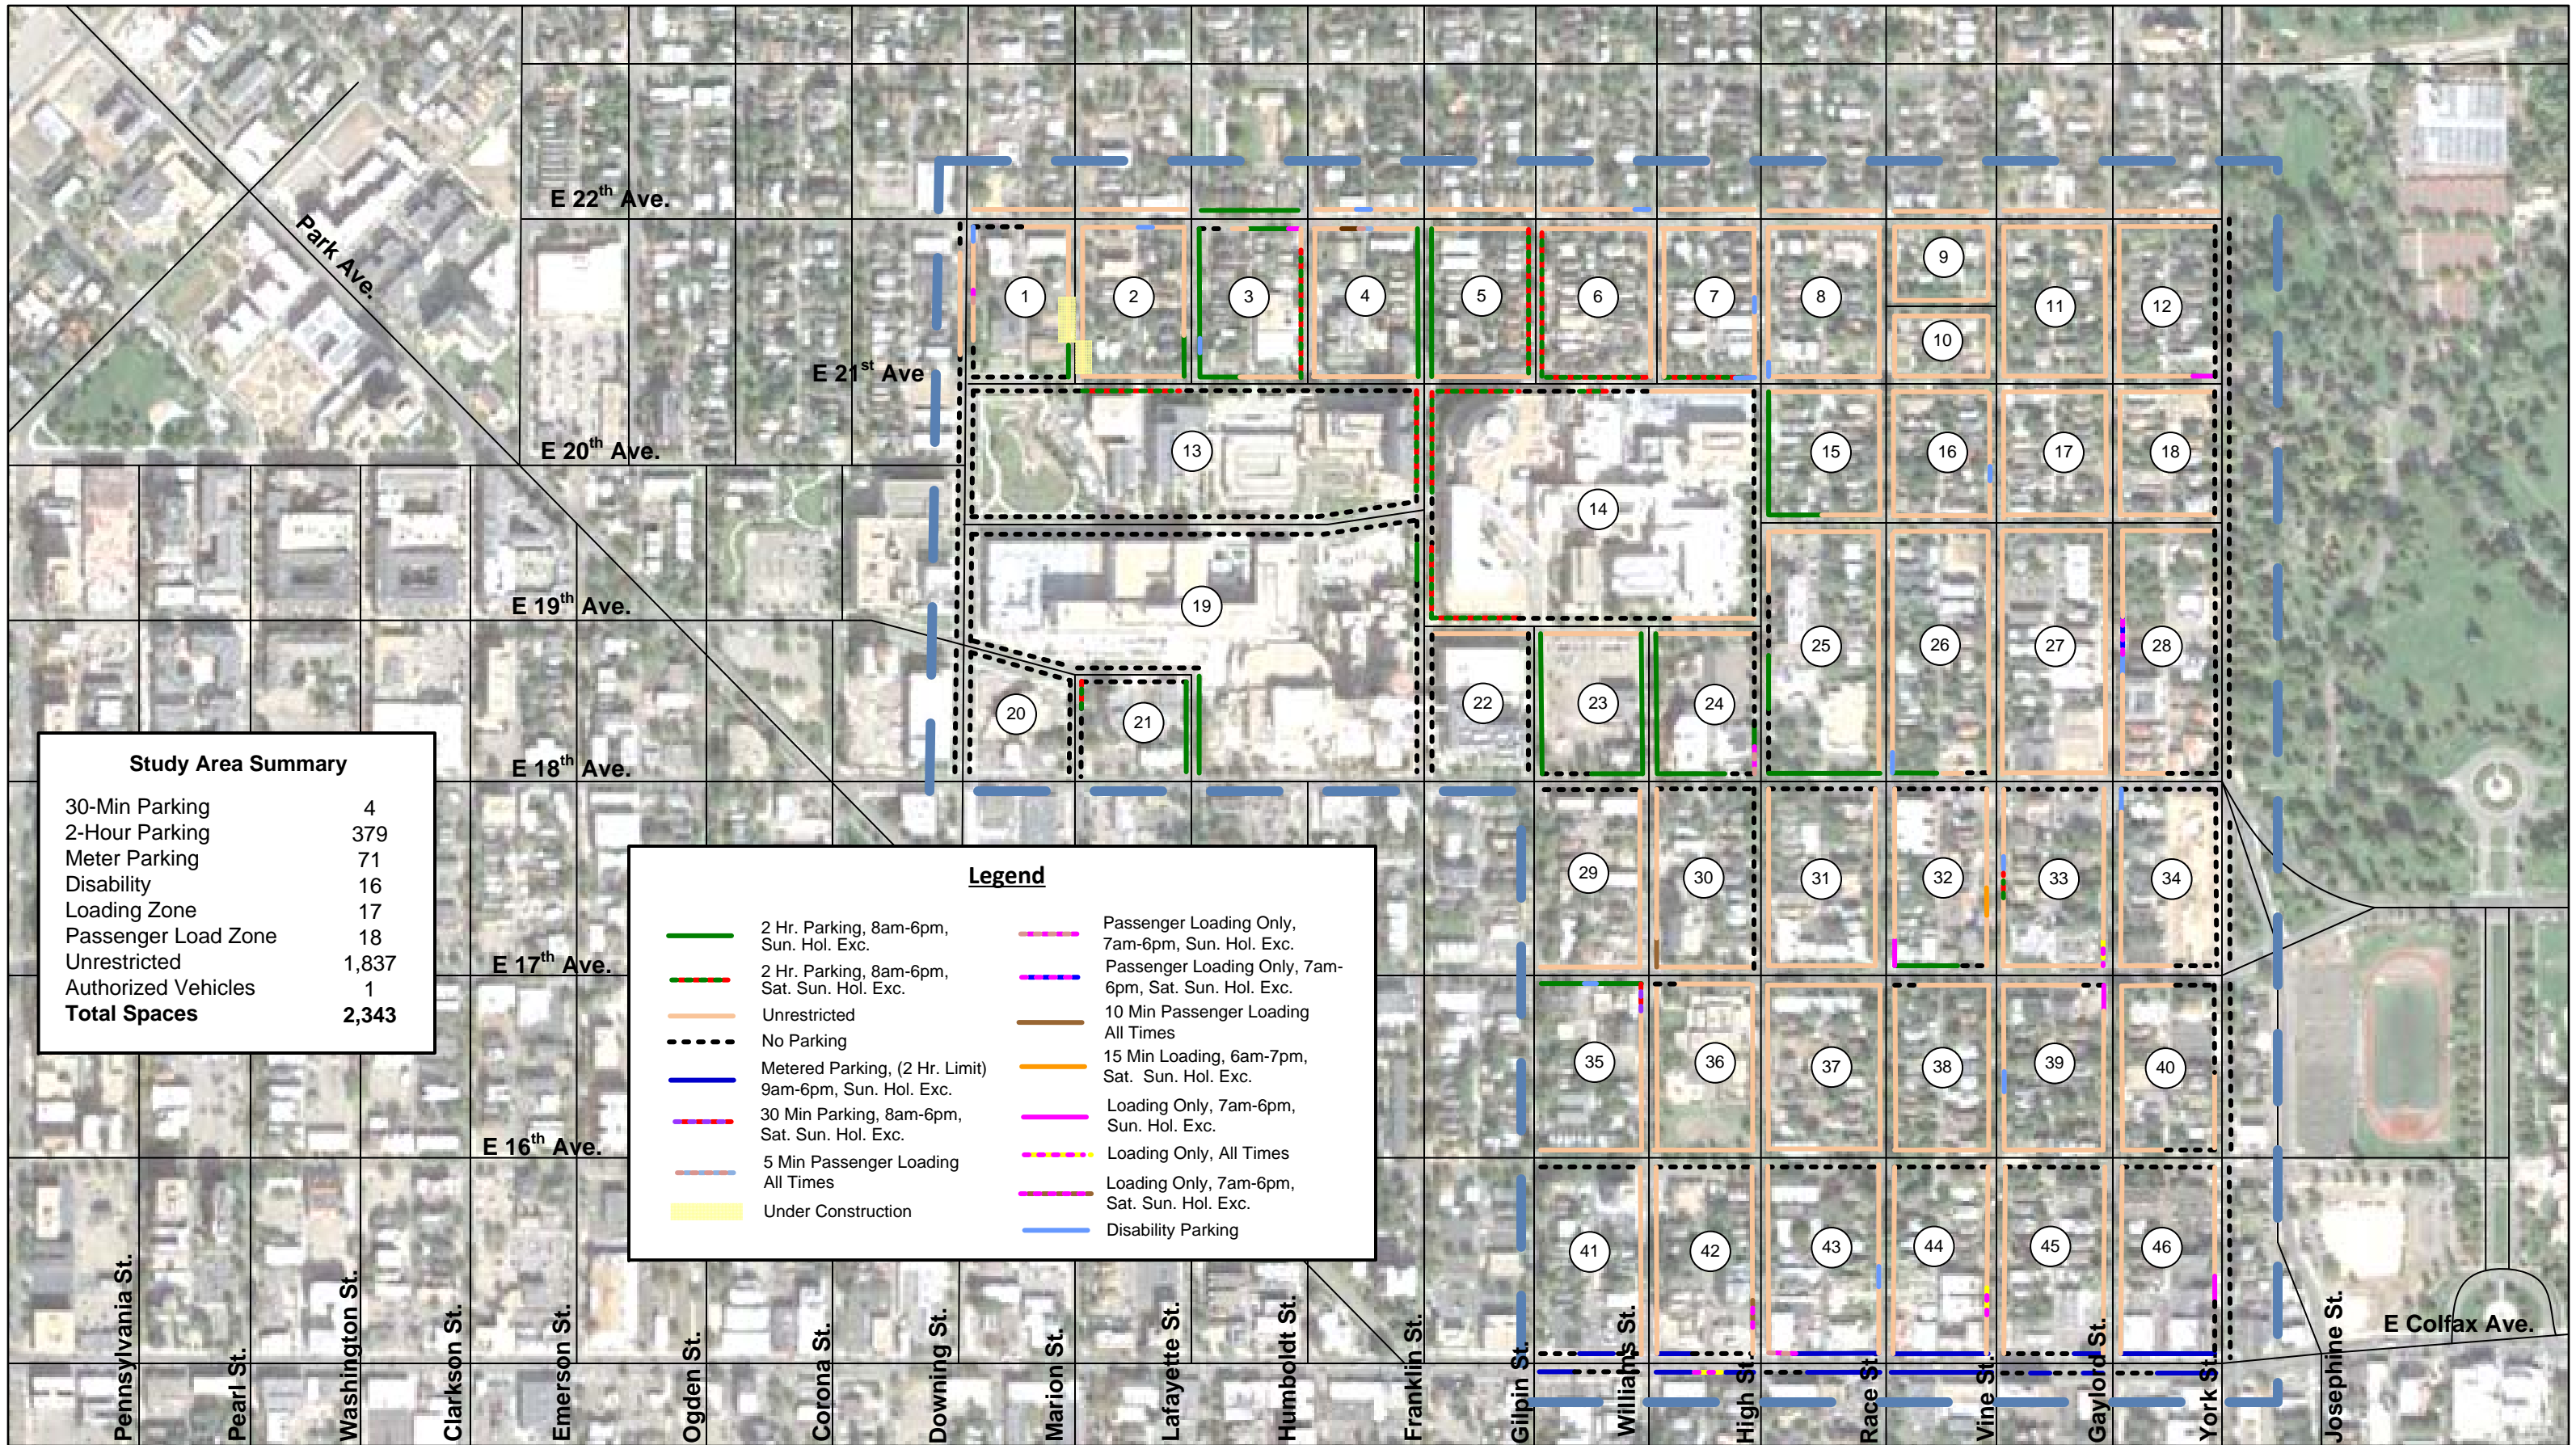 E 22th Ave.
Park Ave.
E 21st Ave
E 20th Ave.
E 19th Ave.
E 18th Ave.
E 17th Ave.
E 16th Ave.
E Colfax Ave.
1
2
3
4
5
6
7
8
9
10
11
12
13
14
15
16
17
18
19
20
21
22
23
24
25
26
27
28
29
30
31
32
33
34
35
36
37
38
39
40
41
42
43
44
45
46
Study Area Summary
30-Min Parking 4
2-Hour Parking 379
Meter Parking 71
Disability 16
Loading Zone 17
Passenger Load Zone 18
Unrestricted 1,837
Authorized Vehicles 1
Total Spaces 2,343
Legend
2 Hr. Parking, 8am-6pm,
Sun. Hol. Exc.
2 Hr. Parking, 8am-6pm,
Sat. Sun. Hol. Exc.
Unrestricted
No Parking
Metered Parking, (2 Hr. Limit)
9am-6pm, Sun. Hol. Exc.
30 Min Parking, 8am-6pm,
Sat. Sun. Hol. Exc.
5 Min Passenger Loading
All Times
Under Construction
Passenger Loading Only,
7am-6pm, Sun. Hol. Exc.
Passenger Loading Only, 7am-
6pm, Sat. Sun. Hol. Exc.
10 Min Passenger Loading
All Times
15 Min Loading, 6am-7pm,
Sat. Sun. Hol. Exc.
Loading Only, 7am-6pm,
Sun. Hol. Exc.
Loading Only, All Times
Loading Only, 7am-6pm,
Sat. Sun. Hol. Exc.
Disability Parking
Pennsylvania St.
Pearl St.
Washington St.
Clarkson St.
Emerson St.
Ogden St.
Corona St.
Downing St.
Marion St.
Lafayette St.
Humboldt St.
Franklin St.
Gilpin St.
Williams St.
High St.
Race St.
Vine St.
Gaylord St.
York St.
Josephine St.